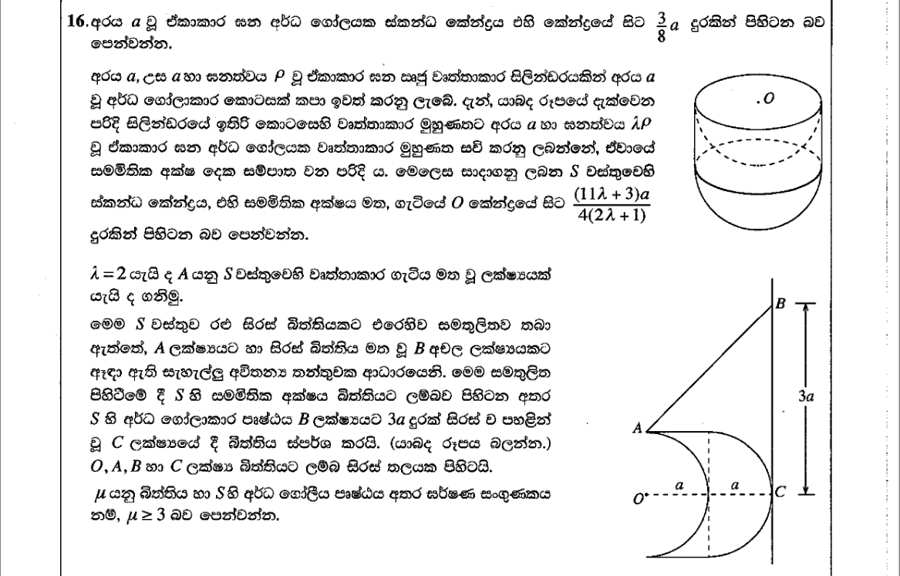 16. අරය a වූ ඒකාකාර ඝන අර්ධ ගෝලයක ස්කන්ධ කේන්ද්‍රය එහි කේන්ද්‍රයේ සිට 3/8 a දුරකින් පිහිටන බව
පෙන්වන්න.
අරය a, උස a හා ඝනත්වය ρ වූ ඒකාකාර ඝන ඍජු වෘත්තාකාර සිලින්ඩරයකින් අරය a
වූ අර්ධ ගෝලාකාර කොටසක් කපා ඉවත් කරනු ලැබේ. දැන්, යාබද රූපයේ දැක්වෙන
පරිදි සිලින්ඩරයේ ඉතිරි කොටසෙහි වෘත්තාකාර මුහුණතට අරය a හා ඝනත්වය λρ
වූ ඒකාකාර ඝන අර්ධ ගෝලයක වෘත්තාකාර මුහුණත සවි කරනු ලබන්නේ, ඒවායේ
සමමිතික අක්ෂ දෙක සම්පාත වන පරිදි ය. මෙලෙස සාදාගනු ලබන S වස්තුවෙහි
ස්කන්ධ කේන්ද්‍රය, එහි සමමිතික අක්ෂය මත, ගැටියේ O කේන්ද්‍රයේ සිට (11λ + 3)a / 4(2λ + 1)
දුරකින් පිහිටන බව පෙන්වන්න.
. O
λ = 2 යැයි ද A යනු S වස්තුවෙහි වෘත්තාකාර ගැටිය මත වූ ලක්ෂ්‍යයක්
යැයි ද ගනිමු.
මෙම S වස්තුව රළු සිරස් බිත්තියකට එරෙහිව සමතුලිතව තබා
ඇත්තේ, A ලක්ෂ්‍යයට හා සිරස් බිත්තිය මත වූ B අචල ලක්ෂ්‍යයකට
ඈඳා ඇති සැහැල්ලු අවිතන්‍ය තන්තුවක ආධාරයෙනි. මෙම සමතුලිත
පිහිටීමේ දී S හි සමමිතික අක්ෂය බිත්තියට ලම්බව පිහිටන අතර
S හි අර්ධ ගෝලාකාර පෘෂ්ඨය B ලක්ෂ්‍යයට 3a දුරක් සිරස් ව පහළින්
වූ C ලක්ෂ්‍යයේ දී බිත්තිය ස්පර්ශ කරයි. (යාබද රූපය බලන්න.)
O, A, B හා C ලක්ෂ්‍ය බිත්තියට ලම්බ සිරස් තලයක පිහිටයි.
μ යනු බිත්තිය හා S හි අර්ධ ගෝලීය පෘෂ්ඨය අතර ඝර්ෂණ සංගුණකය
නම්, μ ≥ 3 බව පෙන්වන්න.
B
3a
A
O
a
a
C